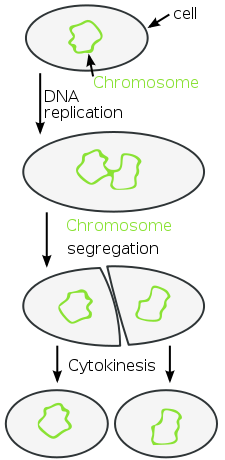 cell
Chromosome
DNA
replication
Chromosome
segregation
Cytokinesis